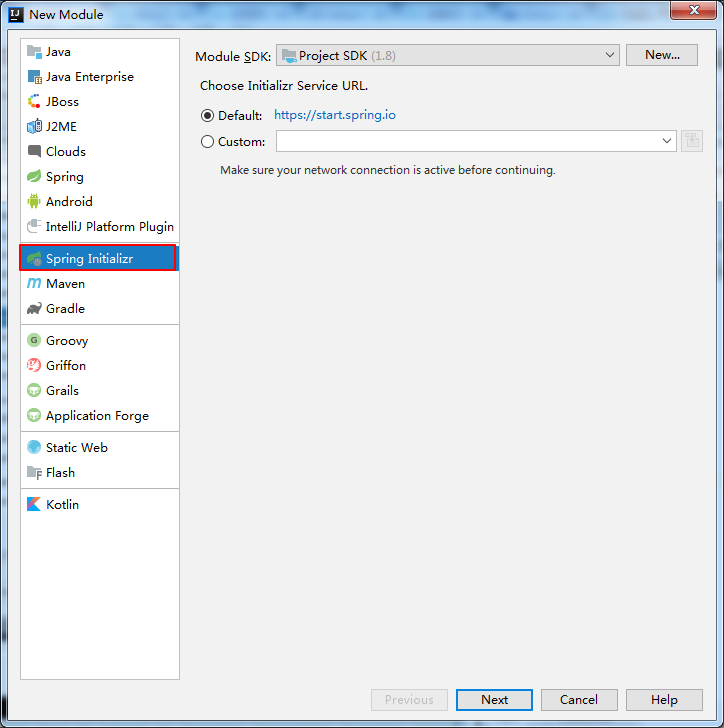 New Module
Java
Java Enterprise
JBoss
J2ME
Clouds
Spring
Android
IntelliJ Platform Plugin
Spring Initializr
Maven
Gradle
Groovy
Griffon
Grails
Application Forge
Static Web
Flash
Kotlin
Module SDK: Project SDK (1.8) New...
Choose Initializr Service URL.
Default: https://start.spring.io
Custom:
Make sure your network connection is active before continuing.
Previous Next Cancel Help